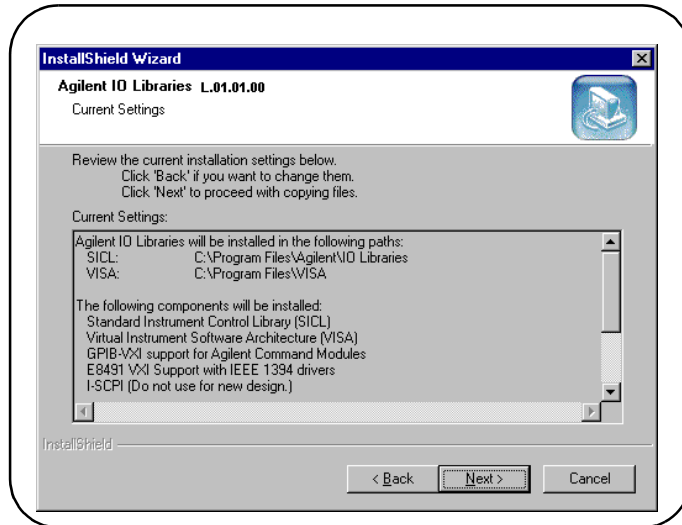 InstallShield Wizard
Agilent IO Libraries L.01.01.00
Current Settings
Review the current installation settings below.
Click 'Back' if you want to change them.
Click 'Next' to proceed with copying files.
Current Settings:
Agilent IO Libraries will be installed in the following paths:
SICL: C:\Program Files\Agilent\IO Libraries
VISA: C:\Program Files\VISA
The following components will be installed:
Standard Instrument Control Library (SICL)
Virtual Instrument Software Architecture (VISA)
GPIB-VXI support for Agilent Command Modules
E8491 VXI Support with IEEE 1394 drivers
I-SCPI (Do not use for new design.)
InstallShield
< Back Next > Cancel